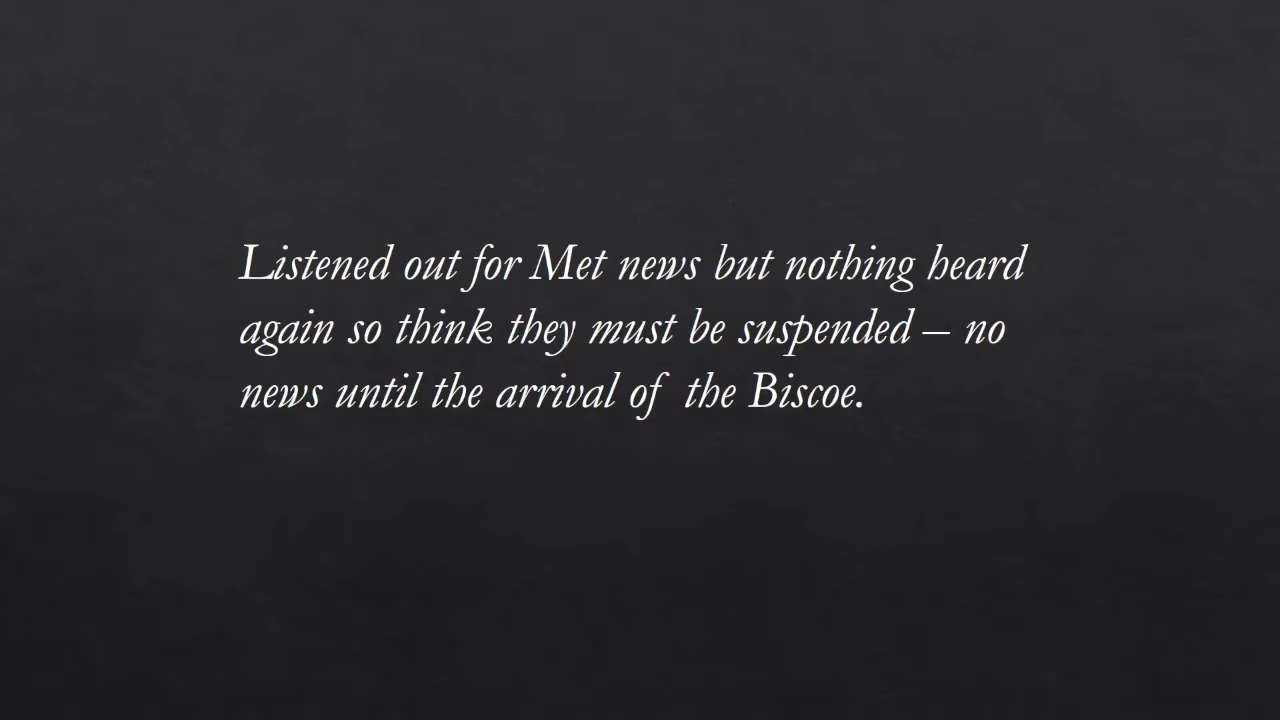 Listened out for Met news but nothing heard
again so think they must be suspended – no
news until the arrival of the Biscoe.